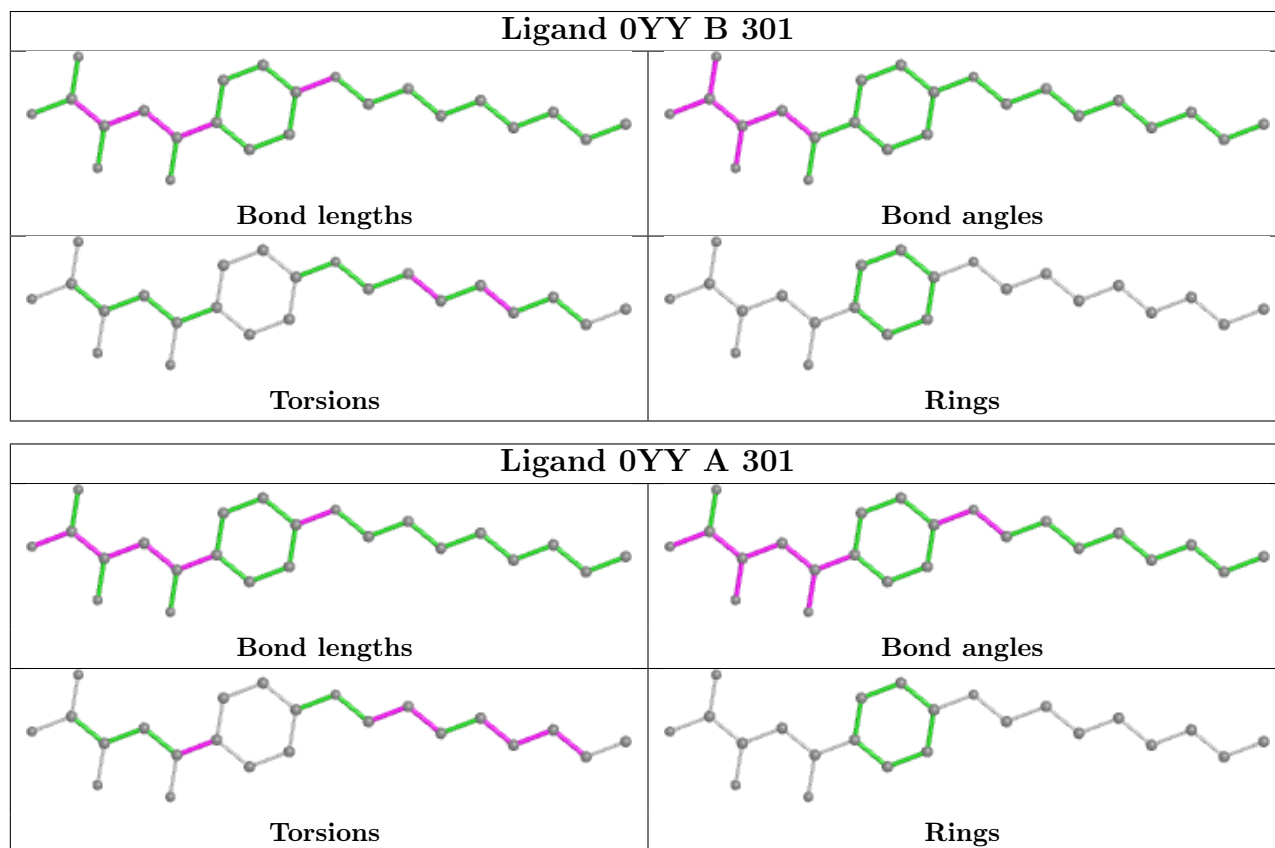 Ligand 0YY B 301
Bond lengths
Bond angles
Torsions
Rings
Ligand 0YY A 301
Bond lengths
Bond angles
Torsions
Rings